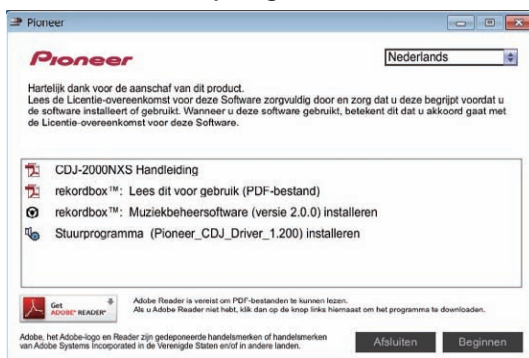 Pioneer
Pioneer
Nederlands
Hartelijk dank voor de aanschaf van dit product.
Lees de Licentie-overeenkomst voor deze Software zorgvuldig door en zorg dat u deze begrijpt voordat u
de software installeert of gebruikt. Wanneer u deze software gebruikt, betekent dit dat u akkoord gaat met
de Licentie-overeenkomst voor deze Software.
CDJ-2000NXS Handleiding
rekordbox™: Lees dit voor gebruik (PDF-bestand)
rekordbox™: Muziekbeheersoftware (versie 2.0.0) installeren
Stuurprogramma (Pioneer_CDJ_Driver_1.200) installeren
Get
ADOBE® READER®
Adobe Reader is vereist om PDF-bestanden te kunnen lezen.
Als u Adobe Reader niet hebt, klik dan op de knop links hiernaast om het programma te downloaden.
Adobe, het Adobe-logo en Reader zijn gedeponeerde handelsmerken of handelsmerken
van Adobe Systems Incorporated in de Verenigde Staten en/of in andere landen.
Afsluiten
Beginnen